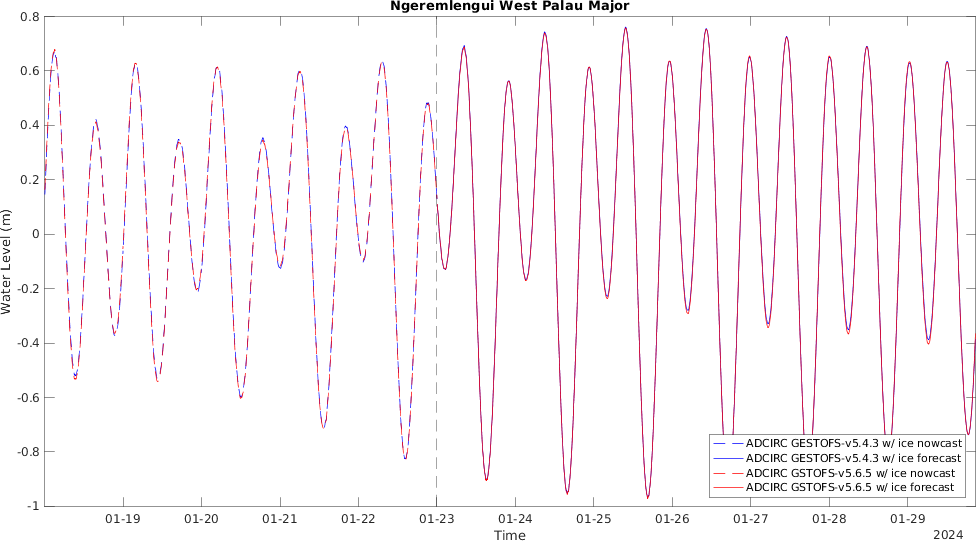 Ngeremlengui West Palau Major
Water Level (m)
0.8
0.6
0.4
0.2
0
-0.2
-0.4
-0.6
-0.8
-1
ADCIRC GESTOFS-v5.4.3 w/ ice nowcast
ADCIRC GESTOFS-v5.4.3 w/ ice forecast
ADCIRC GSTOFS-v5.6.5 w/ ice nowcast
ADCIRC GSTOFS-v5.6.5 w/ ice forecast
01-19 01-20 01-21 01-22 01-23 01-24 01-25 01-26 01-27 01-28 01-29
Time
2024